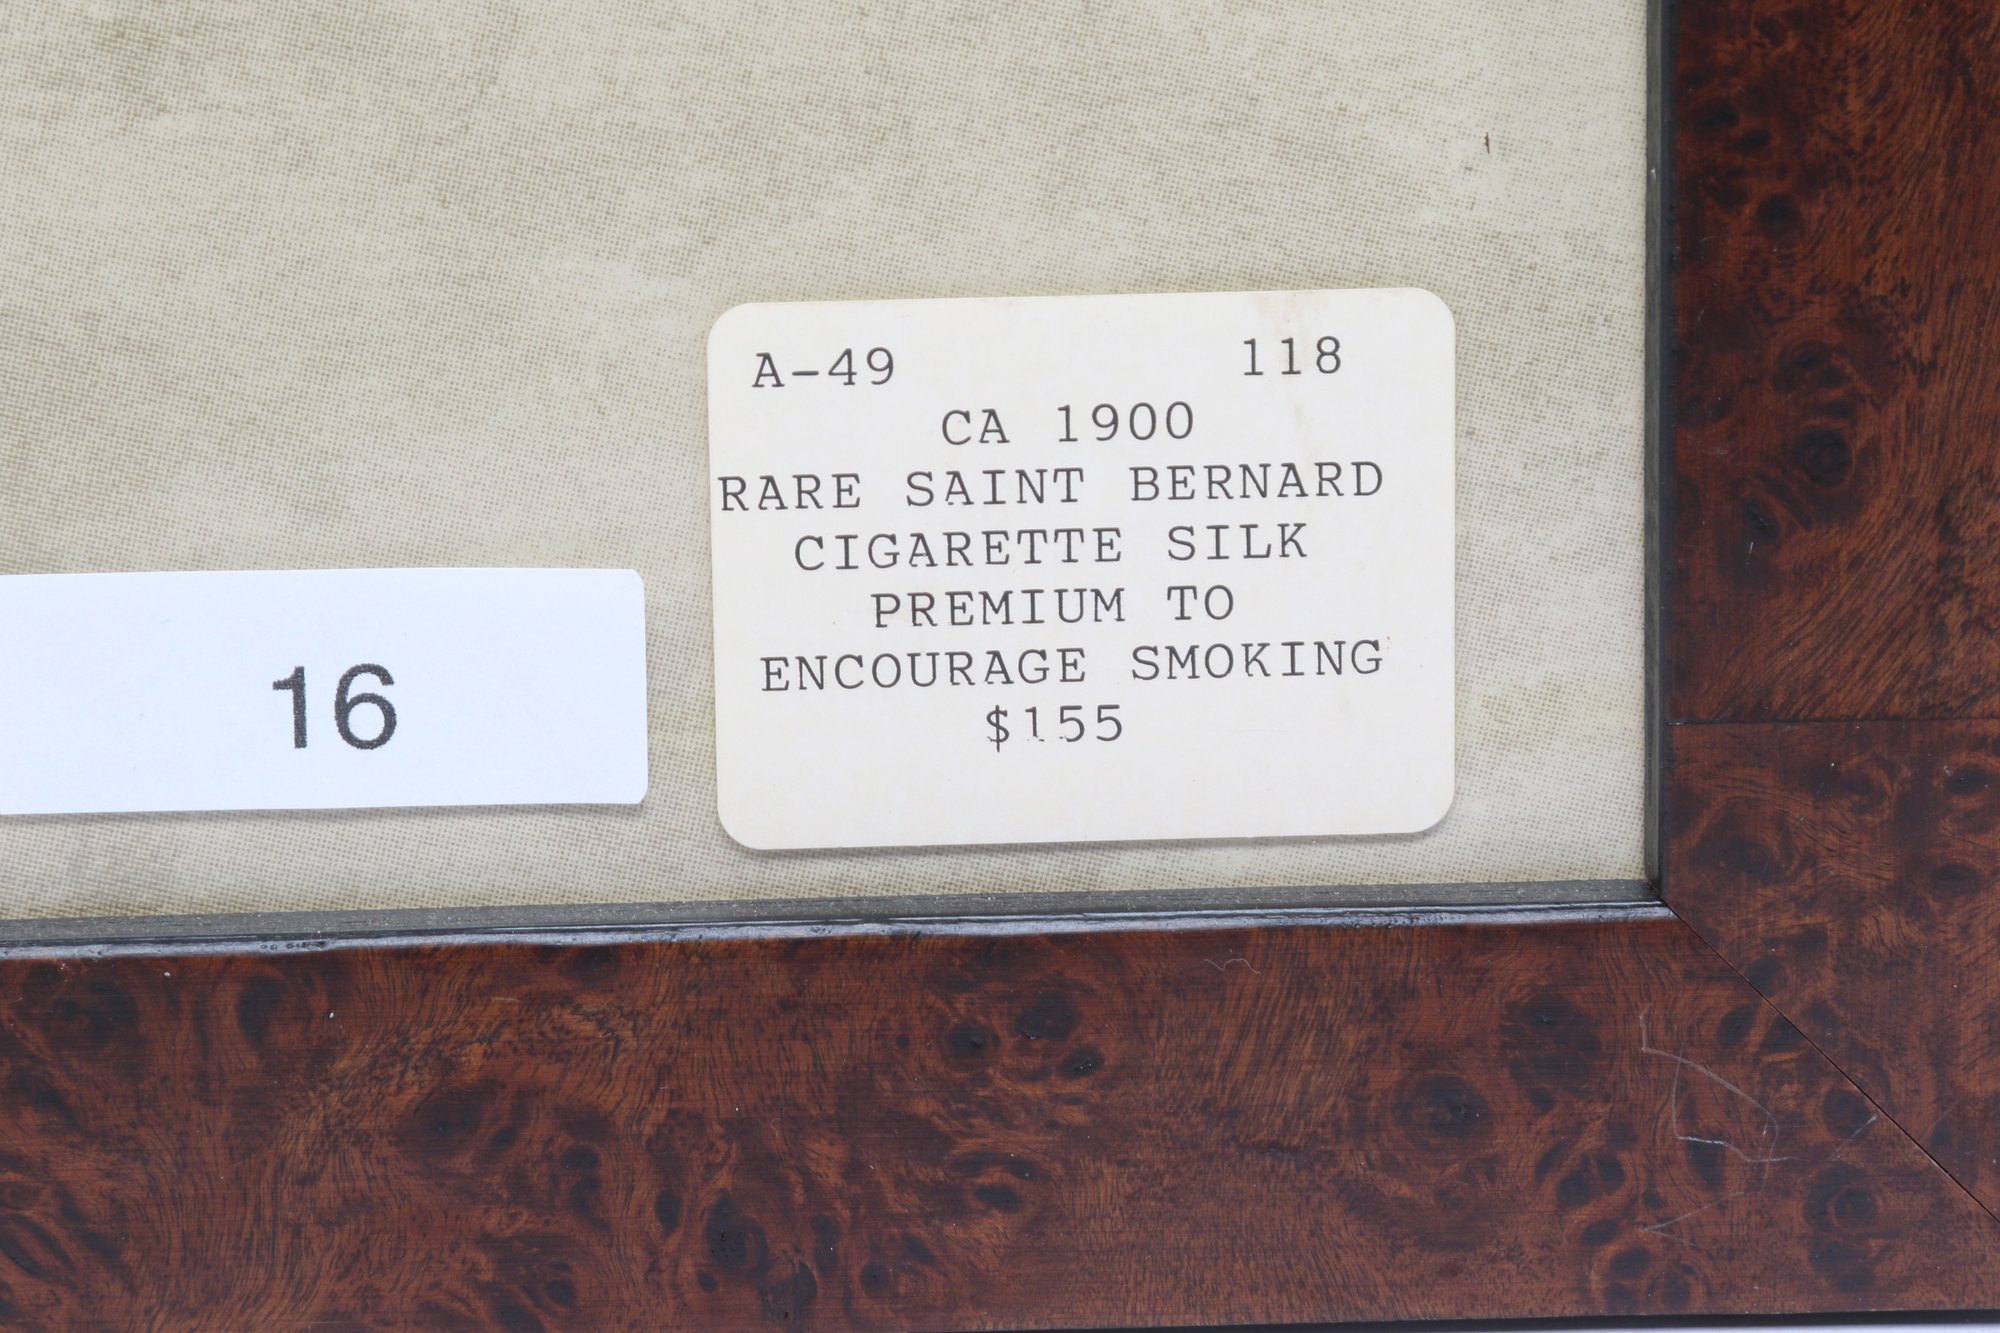 A-49 118
CA 1900
RARE SAINT BERNARD
CIGARETTE SILK
PREMIUM TO
ENCOURAGE SMOKING
$155
16